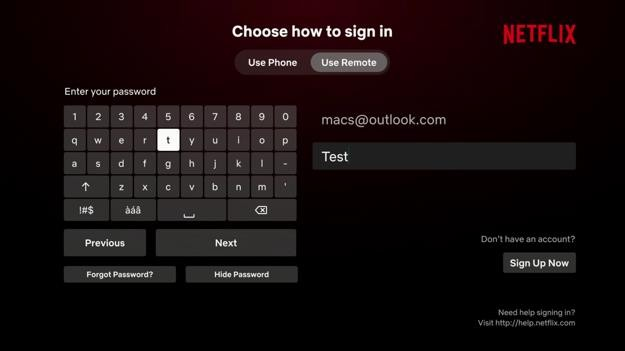 Choose how to sign in
NETFLIX
Use Phone Use Remote
Enter your password
1 2 3 4 5 6 7 8 9 0
q w e r t y u i o p
a s d f g h j k l -
z x c v b n m '
!#$ àáâ
macs@outlook.com
Test
Previous Next
Forgot Password? Hide Password
Don't have an account?
Sign Up Now
Need help signing in?
Visit http://help.netflix.com